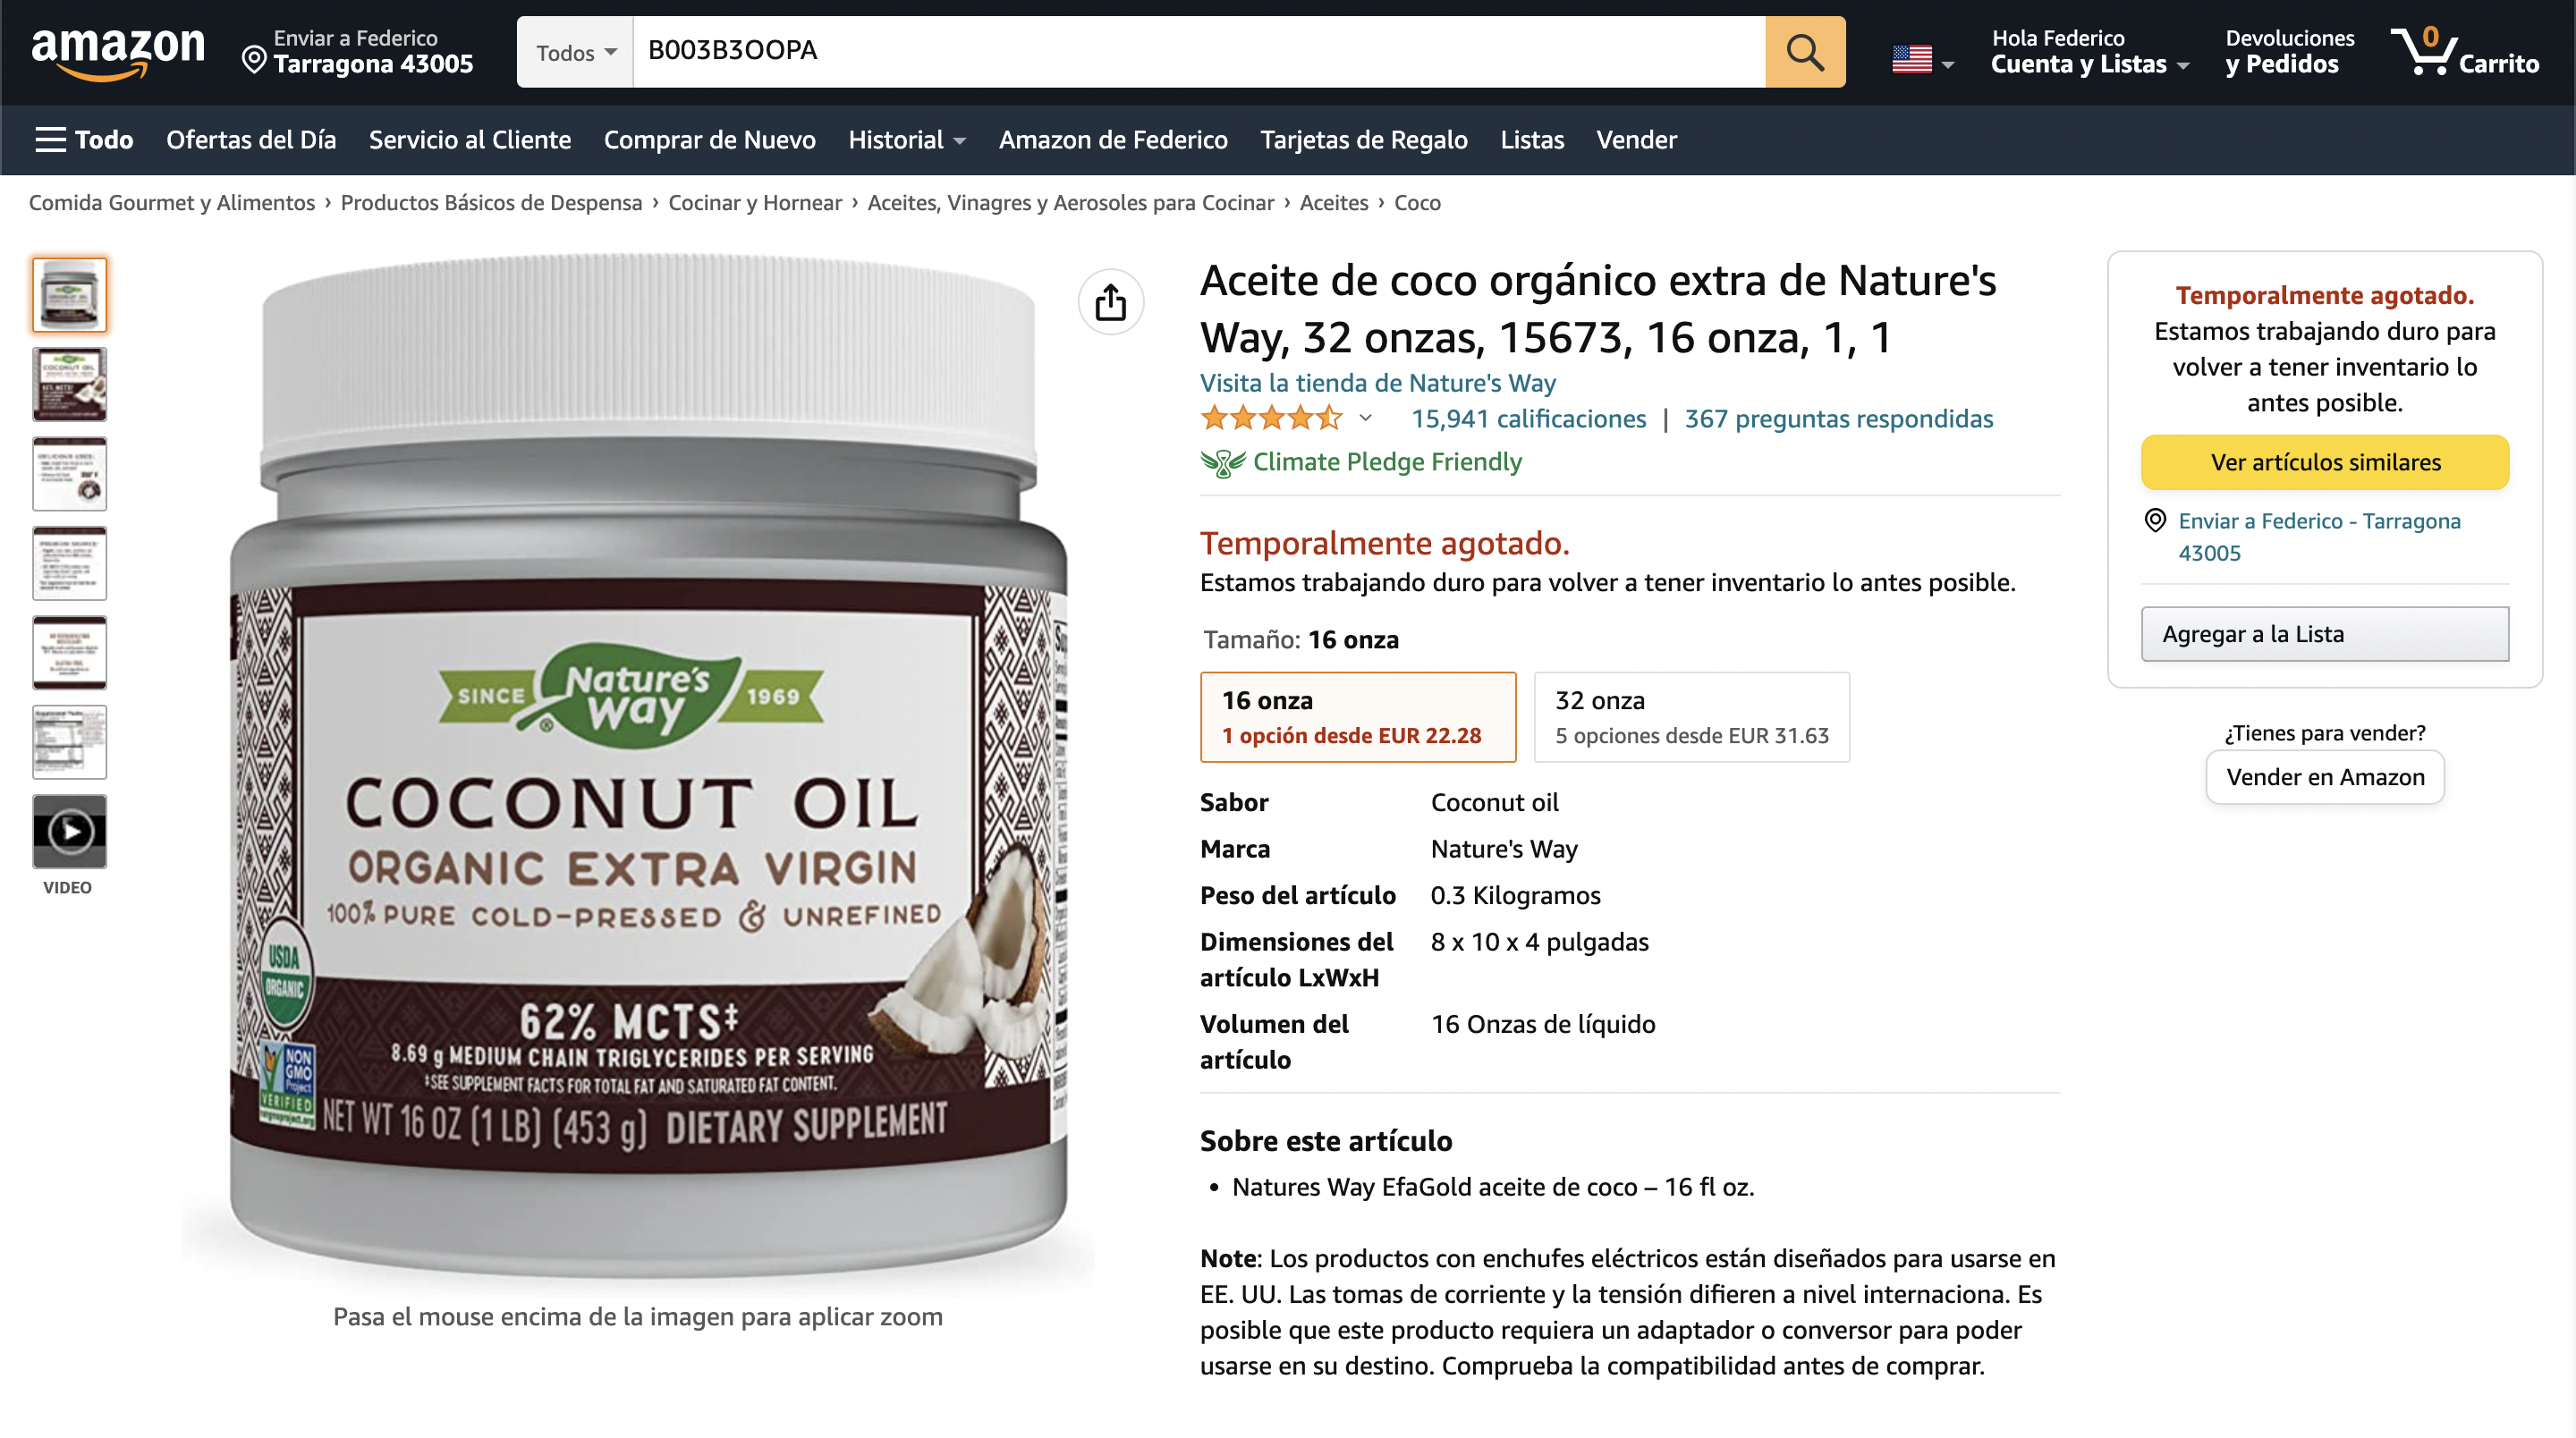 amazon
Enviar a Federico
Tarragona 43005
Todos
B003B3OOPA
Hola Federico
Cuenta y Listas
Devoluciones
y Pedidos
0
Carrito
Todo
Ofertas del Día
Servicio al Cliente
Comprar de Nuevo
Historial
Amazon de Federico
Tarjetas de Regalo
Listas
Vender
Comida Gourmet y Alimentos › Productos Básicos de Despensa › Cocinar y Hornear › Aceites, Vinagres y Aerosoles para Cocinar › Aceites › Coco
VIDEO
SINCE Nature's Way ® 1969
COCONUT OIL
ORGANIC EXTRA VIRGIN
100% PURE COLD-PRESSED & UNREFINED
USDA
ORGANIC
62% MCTS‡
8.69 g MEDIUM CHAIN TRIGLYCERIDES PER SERVING
‡SEE SUPPLEMENT FACTS FOR TOTAL FAT AND SATURATED FAT CONTENT.
NON
GMO
Project
VERIFIED
NET WT 16 OZ (1 LB) (453 g) DIETARY SUPPLEMENT
Pasa el mouse encima de la imagen para aplicar zoom
Aceite de coco orgánico extra de Nature's
Way, 32 onzas, 15673, 16 onza, 1, 1
Visita la tienda de Nature's Way
15,941 calificaciones | 367 preguntas respondidas
Climate Pledge Friendly
Temporalmente agotado.
Estamos trabajando duro para volver a tener inventario lo antes posible.
Tamaño: 16 onza
16 onza
1 opción desde EUR 22.28
32 onza
5 opciones desde EUR 31.63
Sabor Coconut oil
Marca Nature's Way
Peso del artículo 0.3 Kilogramos
Dimensiones del 8 x 10 x 4 pulgadas
artículo LxWxH
Volumen del 16 Onzas de líquido
artículo
Sobre este artículo
• Natures Way EfaGold aceite de coco – 16 fl oz.
Note: Los productos con enchufes eléctricos están diseñados para usarse en
EE. UU. Las tomas de corriente y la tensión difieren a nivel internaciona. Es
posible que este producto requiera un adaptador o conversor para poder
usarse en su destino. Comprueba la compatibilidad antes de comprar.
Temporalmente agotado.
Estamos trabajando duro para
volver a tener inventario lo
antes posible.
Ver artículos similares
Enviar a Federico - Tarragona
43005
Agregar a la Lista
¿Tienes para vender?
Vender en Amazon